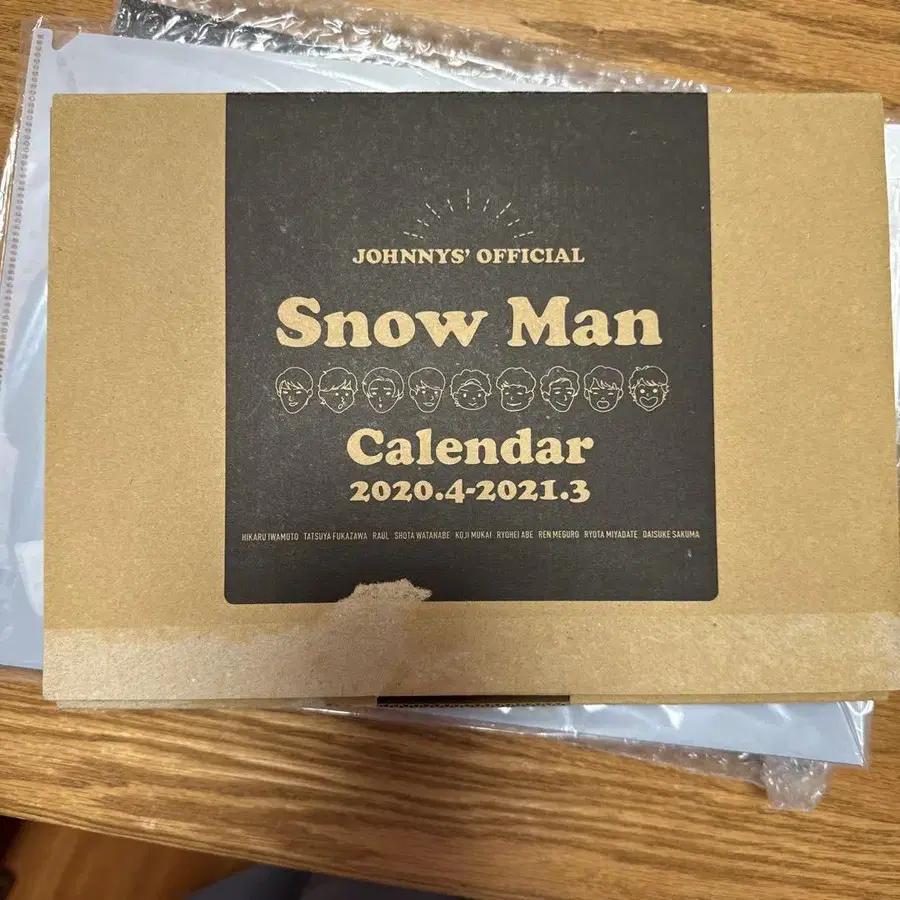 JOHNNYS' OFFICIAL
Snow Man
Calendar
2020.4-2021.3
HIKARU IWAMOTO TATSUYA FUKAZAWA RAUL SHOTA WATANABE KOJI MUKAI RYOHEI ABE REN MEGURO RYOTA MIYADATE DAISUKE SAKUMA